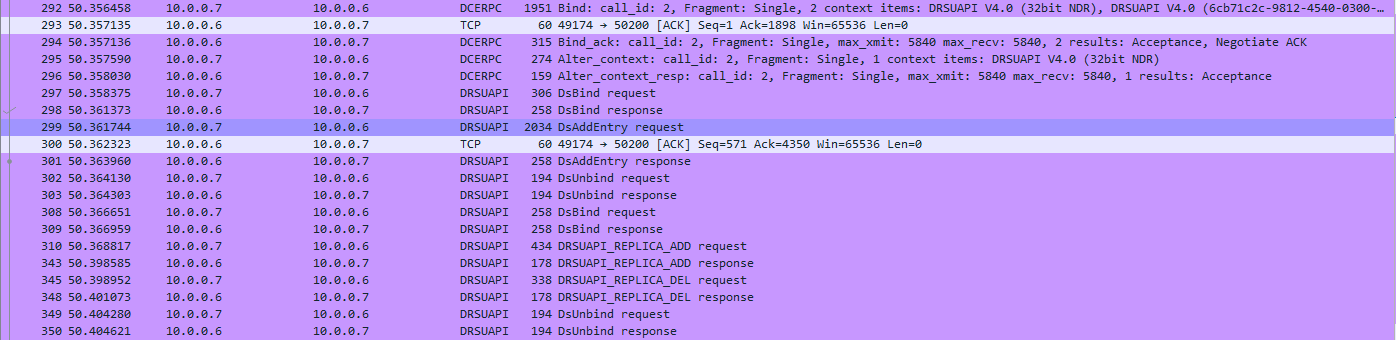 292 50.356458 10.0.0.7 10.0.0.6 DCERPC 1951 Bind: call_id: 2, Fragment: Single, 2 context items: DRSUAPI V4.0 (32bit NDR), DRSUAPI V4.0 (6cb71c2c-9812-4540-0300-…
293 50.357135 10.0.0.6 10.0.0.7 TCP 60 49174 → 50200 [ACK] Seq=1 Ack=1898 Win=65536 Len=0
294 50.357136 10.0.0.6 10.0.0.7 DCERPC 315 Bind_ack: call_id: 2, Fragment: Single, max_xmit: 5840 max_recv: 5840, 2 results: Acceptance, Negotiate ACK
295 50.357590 10.0.0.7 10.0.0.6 DCERPC 274 Alter_context: call_id: 2, Fragment: Single, 1 context items: DRSUAPI V4.0 (32bit NDR)
296 50.358030 10.0.0.6 10.0.0.7 DCERPC 159 Alter_context_resp: call_id: 2, Fragment: Single, max_xmit: 5840 max_recv: 5840, 1 results: Acceptance
297 50.358375 10.0.0.7 10.0.0.6 DRSUAPI 306 DsBind request
298 50.361373 10.0.0.6 10.0.0.7 DRSUAPI 258 DsBind response
299 50.361744 10.0.0.7 10.0.0.6 DRSUAPI 2034 DsAddEntry request
300 50.362323 10.0.0.6 10.0.0.7 TCP 60 49174 → 50200 [ACK] Seq=571 Ack=4350 Win=65536 Len=0
301 50.363960 10.0.0.6 10.0.0.7 DRSUAPI 258 DsAddEntry response
302 50.364130 10.0.0.7 10.0.0.6 DRSUAPI 194 DsUnbind request
303 50.364303 10.0.0.6 10.0.0.7 DRSUAPI 194 DsUnbind response
308 50.366651 10.0.0.7 10.0.0.6 DRSUAPI 258 DsBind request
309 50.366959 10.0.0.6 10.0.0.7 DRSUAPI 258 DsBind response
310 50.368817 10.0.0.7 10.0.0.6 DRSUAPI 434 DRSUAPI_REPLICA_ADD request
343 50.398585 10.0.0.6 10.0.0.7 DRSUAPI 178 DRSUAPI_REPLICA_ADD response
345 50.398952 10.0.0.7 10.0.0.6 DRSUAPI 338 DRSUAPI_REPLICA_DEL request
348 50.401073 10.0.0.6 10.0.0.7 DRSUAPI 178 DRSUAPI_REPLICA_DEL response
349 50.404280 10.0.0.7 10.0.0.6 DRSUAPI 194 DsUnbind request
350 50.404621 10.0.0.6 10.0.0.7 DRSUAPI 194 DsUnbind response